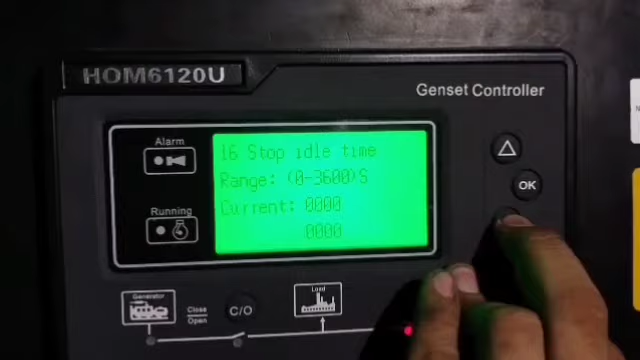 HOM6120U
Genset Controller
Alarm
16 Stop idle time
Range: (0-3600)S
Current: 0000
0000
OK
Running
Generator
Close
Open
C/O
Load